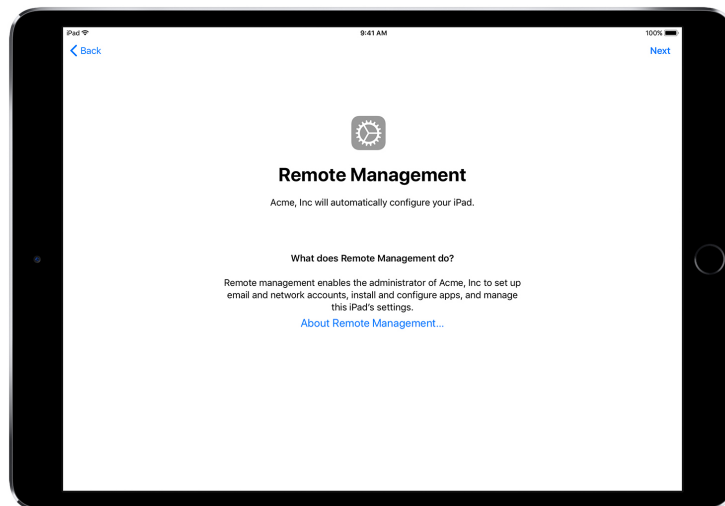 iPad 9:41 AM 100%
Back Next
Remote Management
Acme, Inc will automatically configure your iPad.
What does Remote Management do?
Remote management enables the administrator of Acme, Inc to set up
email and network accounts, install and configure apps, and manage
this iPad's settings.
About Remote Management...